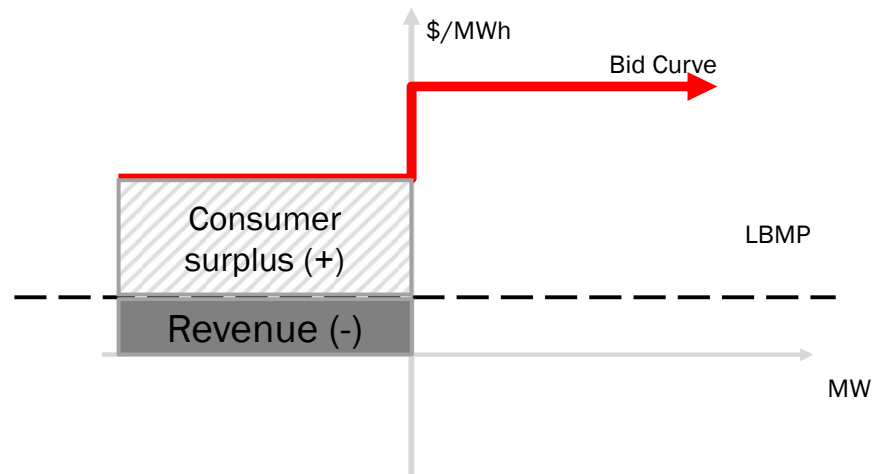 $/MWh
Bid Curve
Consumer
surplus (+)
LBMP
Revenue (-)
MW